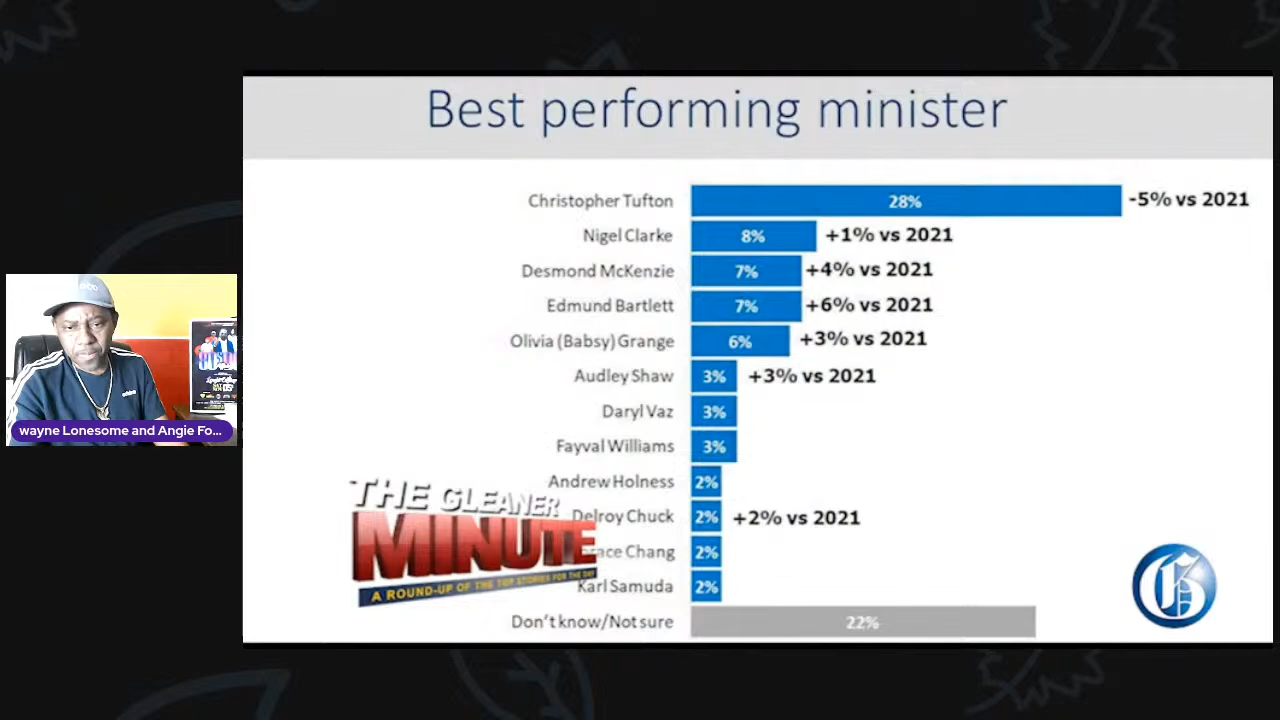 Best performing minister
Christopher Tufton 28% -5% vs 2021
Nigel Clarke 8% +1% vs 2021
Desmond McKenzie 7% +4% vs 2021
Edmund Bartlett 7% +6% vs 2021
Olivia (Babsy) Grange 6% +3% vs 2021
Audley Shaw 3% +3% vs 2021
Daryl Vaz 3%
Fayval Williams 3%
Andrew Holness 2%
Delroy Chuck 2% +2% vs 2021
Chang 2%
Karl Samuda 2%
Don't know/Not sure 22%
THE GLEANER
MINUTE
A ROUND-UP OF THE TOP STORIES FOR THE DAY
G
wayne Lonesome and Angie Fo...